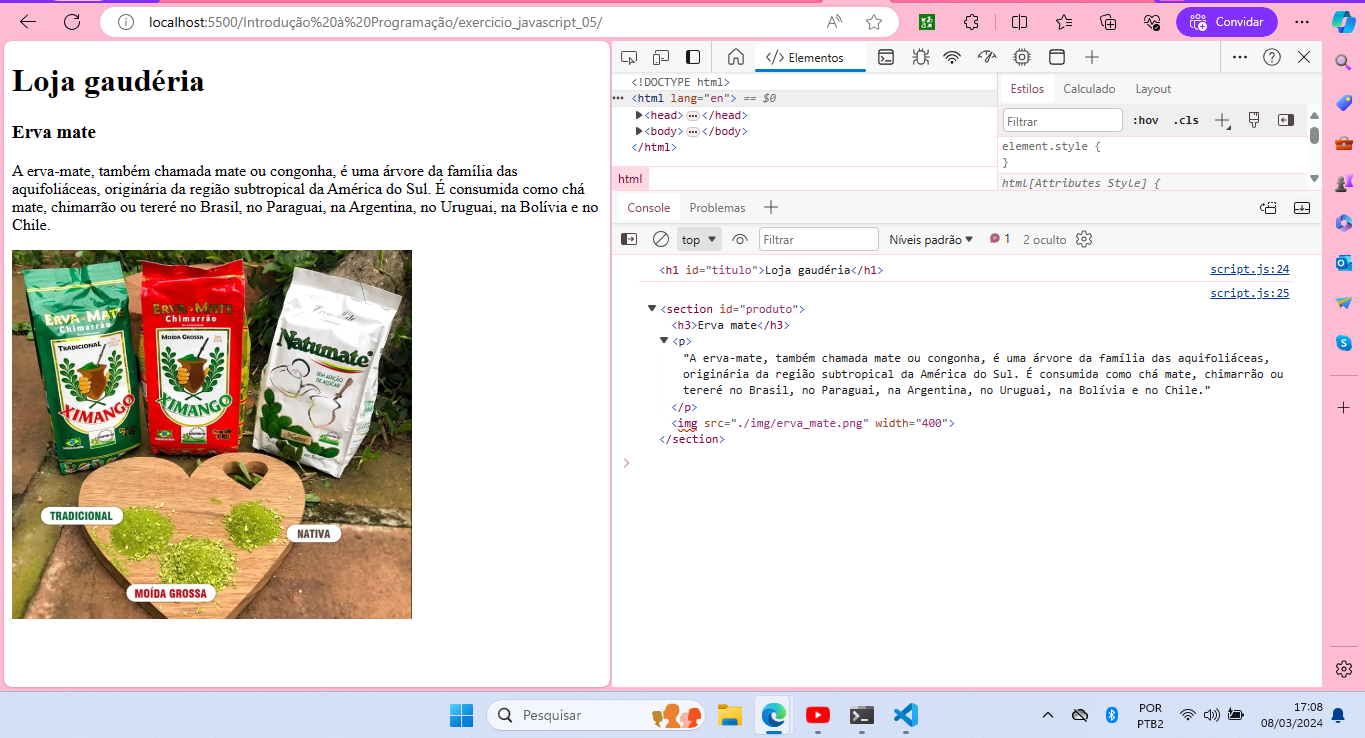 localhost:5500/Introdução%20à%20Programação/exercicio_javascript_05/
Convidar
Loja gaudéria
Erva mate
A erva-mate, também chamada mate ou congonha, é uma árvore da família das
aquifoliáceas, originária da região subtropical da América do Sul. É consumida como chá
mate, chimarrão ou tereré no Brasil, no Paraguai, na Argentina, no Uruguai, na Bolívia e no
Chile.
ERVA-MATE
Chimarrão
TRADICIONAL
XIMANGO
ERVA-MATE
Chimarrão
MOÍDA GROSSA
XIMANGO
Erva-Mate
Natumate
SEM ADIÇÃO
DE AÇÚCAR
TRADICIONAL
NATIVA
MOÍDA GROSSA
Elementos
<!DOCTYPE html>
··· <html lang="en"> == $0
<head> ··· </head>
<body> ··· </body>
</html>
html
Estilos Calculado Layout
Filtrar :hov .cls
element.style {
}
html[Attributes Style] {
Console Problemas
top Filtrar Níveis padrão 1 2 oculto
<h1 id="titulo">Loja gaudéria</h1> script.js:24
script.js:25
<section id="produto">
<h3>Erva mate</h3>
<p>
"A erva-mate, também chamada mate ou congonha, é uma árvore da família das aquifoliáceas,
originária da região subtropical da América do Sul. É consumida como chá mate, chimarrão ou
tereré no Brasil, no Paraguai, na Argentina, no Uruguai, na Bolívia e no Chile."
</p>
<img src="./img/erva_mate.png" width="400">
</section>
Pesquisar
POR
PTB2
17:08
08/03/2024